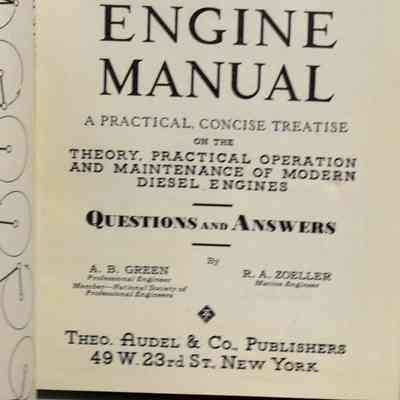 ENGINE
MANUAL
A PRACTICAL, CONCISE TREATISE
ON THE
THEORY, PRACTICAL OPERATION
AND MAINTENANCE OF MODERN
DIESEL ENGINES
QUESTIONS AND ANSWERS
By
A. B. GREEN
Professional Engineer
Member—National Society of
Professional Engineers
R. A. ZOELLER
Marine Engineer
THEO. AUDEL & CO., PUBLISHERS
49 W. 23RD ST., NEW YORK